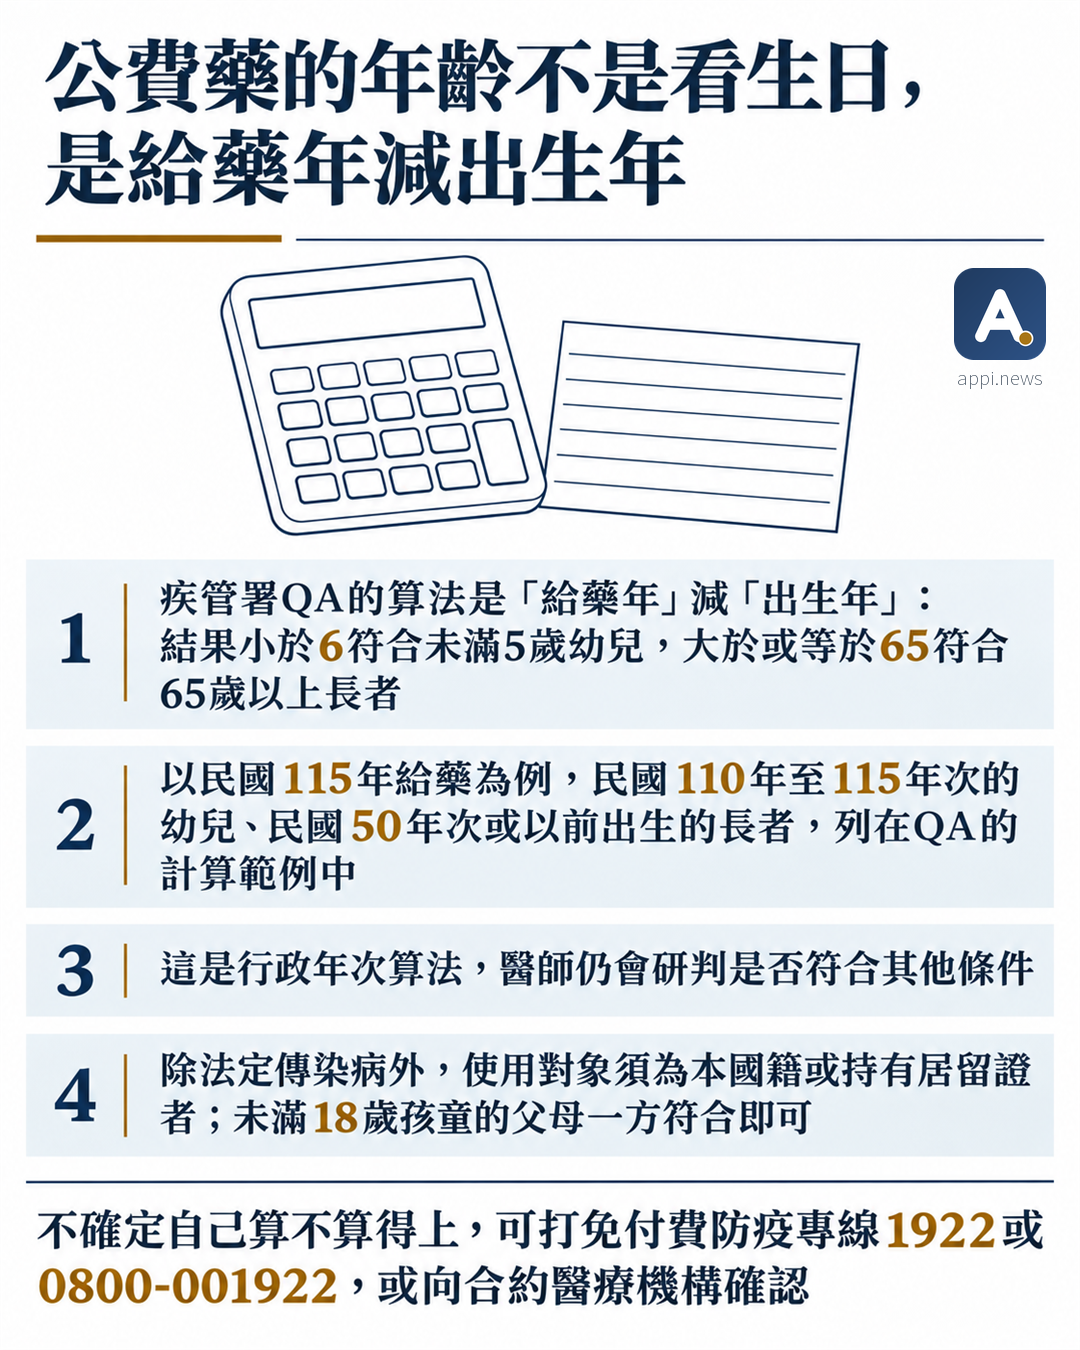 公費藥的年齡不是看生日，
是給藥年減出生年
A
appi.news
1
疾管署QA的算法是「給藥年」減「出生年」：
結果小於6符合未滿5歲幼兒，大於或等於65符合
65歲以上長者
2
以民國115年給藥為例，民國110年至115年次的
幼兒、民國50年次或以前出生的長者，列在QA的
計算範例中
3
這是行政年次算法，醫師仍會研判是否符合其他條件
4
除法定傳染病外，使用對象須為本國籍或持有居留證
者；未滿18歲孩童的父母一方符合即可
不確定自己算不算得上，可打免付費防疫專線1922或
0800-001922，或向合約醫療機構確認